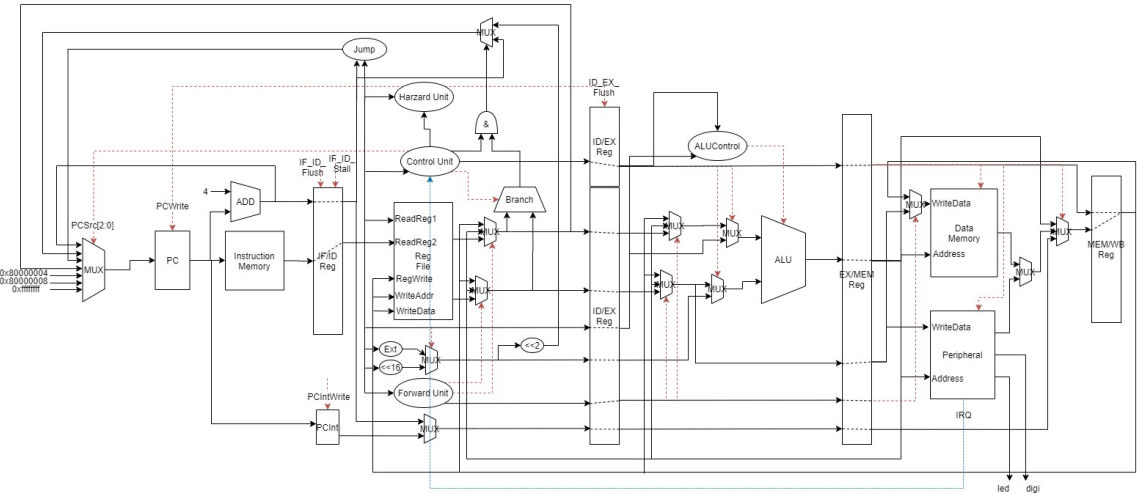 MUX
Jump
ID_EX_
Flush
Harzard Unit
&
ID/EX
Reg
ALUControl
IF_ID_
Flush
IF_ID_
Stall
Control Unit
4
ADD
PCWrite
PCSrc[2:0]
Branch
ReadReg1
ReadReg2
Reg
File
RegWrite
WriteAddr
WriteData
MUX
MUX
MUX
MUX
MUX
MUX
ALU
MUX
WriteData
Data
Memory
Address
MUX
MUX
MEM/WB
Reg
PC
Instruction
Memory
IF/ID
Reg
MUX
0x80000004
0x80000008
0xffffffff
EX/MEM
Reg
ID/EX
Reg
WriteData
Peripheral
Address
Ext
<<16
MUX
<<2
Forward Unit
PCIntWrite
PCInt
MUX
IRQ
led
digi